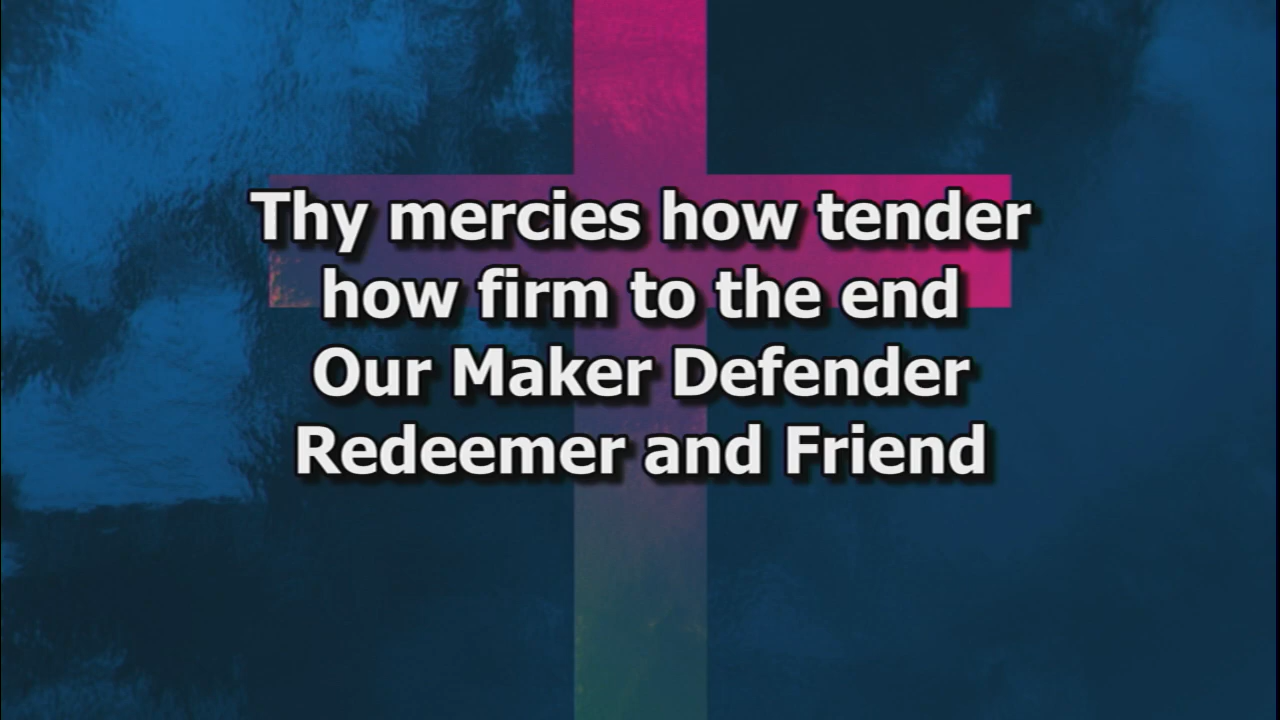 Thy mercies how tender
how firm to the end
Our Maker Defender
Redeemer and Friend